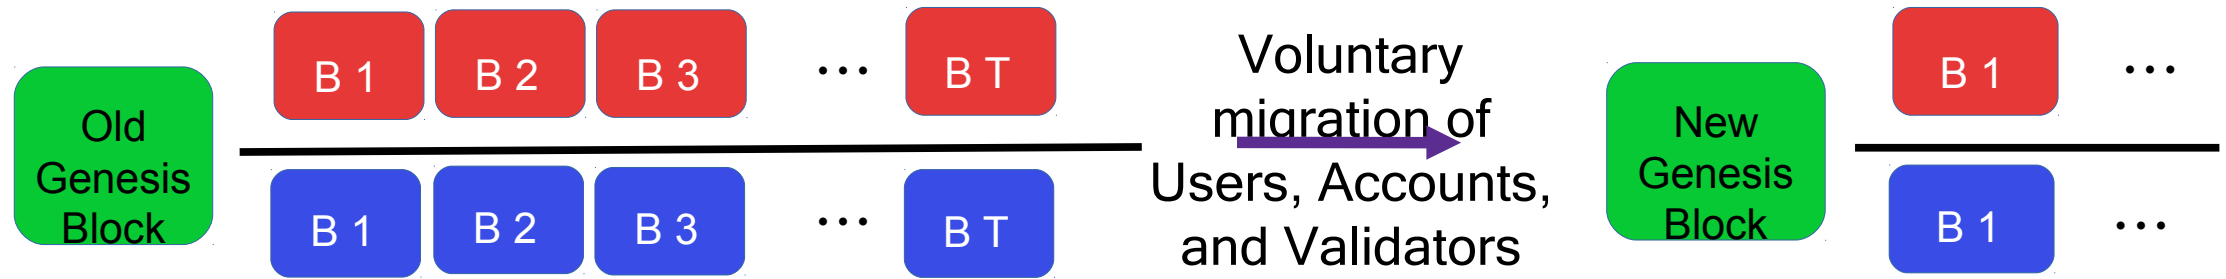 Old
Genesis
Block
B 1
B 2
B 3
...
B T
B 1
B 2
B 3
...
B T
Voluntary
migration of
Users, Accounts,
and Validators
New
Genesis
Block
B 1
...
B 1
...